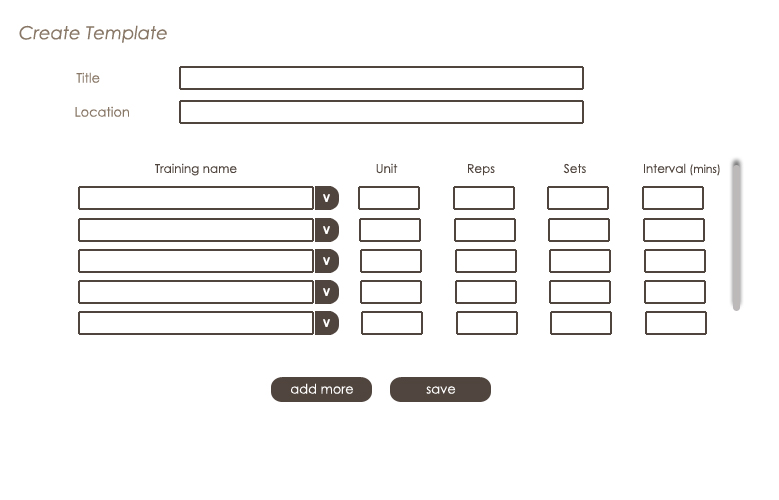 Create Template
Title
Location
Training name Unit Reps Sets Interval (mins)
v
v
v
v
v
add more save